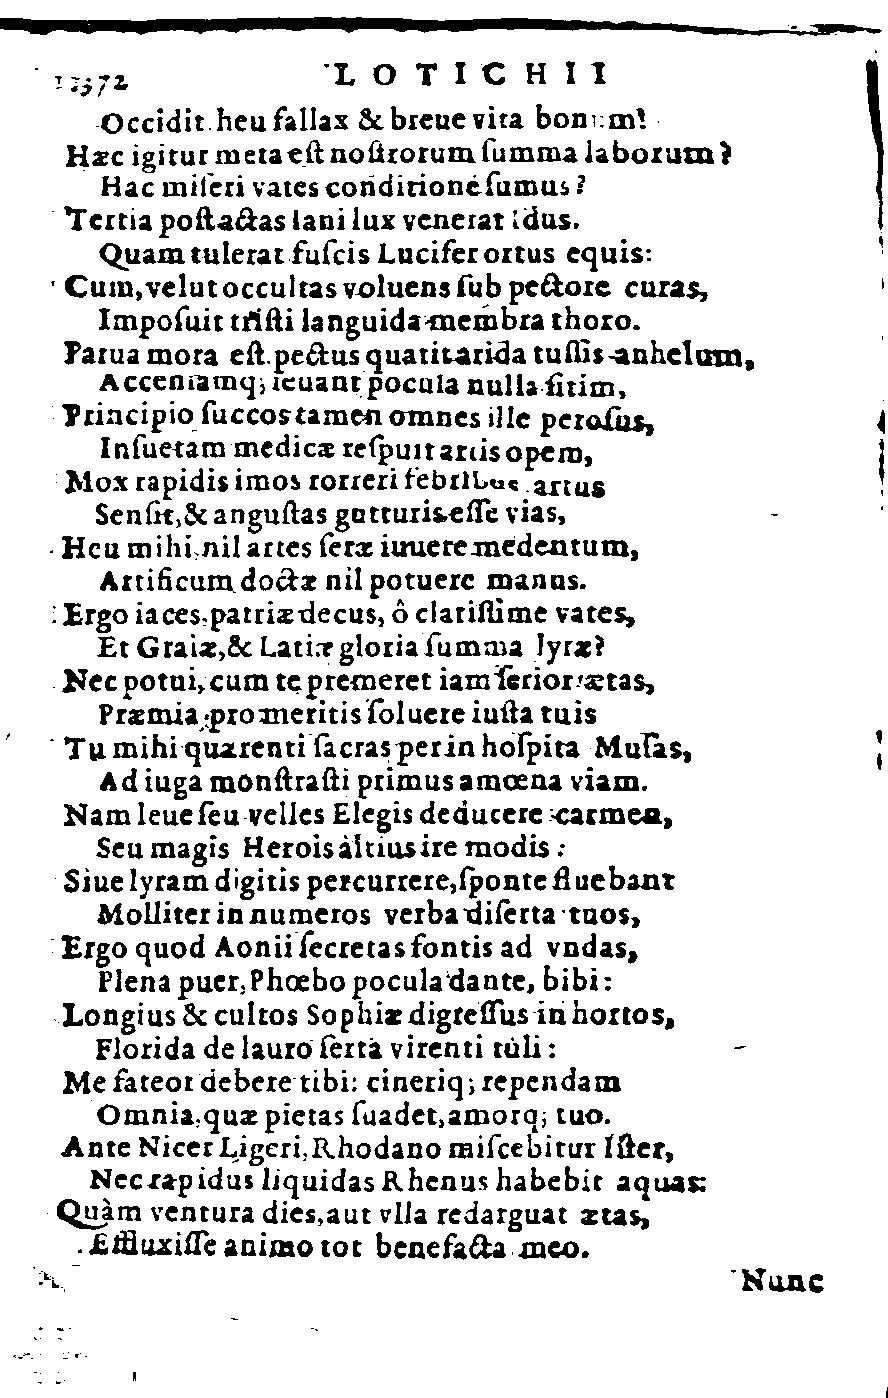 1372 LOTICHII
Occidit heu fallax & breue vita bonum!
Hæc igitur meta eſt noſtrorum ſumma laborum?
Hac miſeri vates conditione ſumus?
Tertia poſt actas Iani lux venerat Idus.
Quam tulerat fuſcis Lucifer ortus equis:
Cum, velut occultas voluens ſub pectore curas,
Impoſuit triſti languida membra thoro.
Parua mora eſt. pectus quatit arida tuſſis anhelum,
Accenſamq; leuant pocula nulla ſitim,
Principio ſuccos tamen omnes ille peroſus,
Inſuetam medicæ reſpuit artis opem,
Mox rapidis imos torreri febribus artus
Senſit, & anguſtas gutturis eſſe vias,
Heu mihi, nil artes ſeræ iuuere medentum,
Artificum doctæ nil potuere manus.
Ergo iaces, patriæ decus, ô clariſſime vates,
Et Graiæ, & Latiæ gloria ſumma lyræ?
Nec potui, cum te premeret iam ſerior ætas,
Præmia pro meritis ſoluere iuſta tuis
Tu mihi quærenti ſacras per inhoſpita Muſas,
Ad iuga monſtraſti primus amœna viam.
Nam leue ſeu velles Elegis deducere carmen,
Seu magis Herois altius ire modis:
Siue lyram digitis percurrere, ſponte fluebant
Molliter in numeros verba diſerta tuos,
Ergo quod Aonii ſecretas fontis ad vndas,
Plena puer, Phœbo pocula dante, bibi:
Longius & cultos Sophiæ digreſſus in hortos,
Florida de lauro ſerta virenti tuli:
Me fateor debere tibi: cineriq; rependam
Omnia, quæ pietas ſuadet, amorq; tuo.
Ante Nicer Ligeri, Rhodano miſcebitur Iſter,
Nec rapidus liquidas Rhenus habebit aquas:
Quàm ventura dies, aut vlla redarguat ætas,
Effluxiſſe animo tot benefacta meo.
Nunc